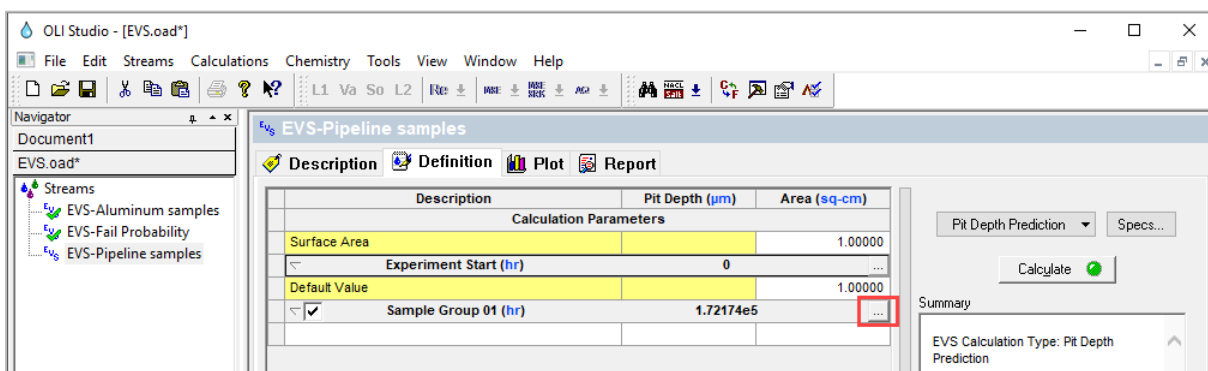 OLI Studio - [EVS.oad*]
File Edit Streams Calculations Chemistry Tools View Window Help
L1 Va So L2
Navigator
Document1
EVS.oad*
Streams
EVS-Aluminum samples
EVS-Fail Probability
EVS-Pipeline samples
EVS-Pipeline samples
Description Definition Plot Report
Description Pit Depth (µm) Area (sq-cm)
Calculation Parameters
Surface Area 1.00000
Experiment Start (hr) 0 ...
Default Value 1.00000
Sample Group 01 (hr) 1.72174e5 ...
Pit Depth Prediction Specs...
Calculate
Summary
EVS Calculation Type: Pit Depth
Prediction